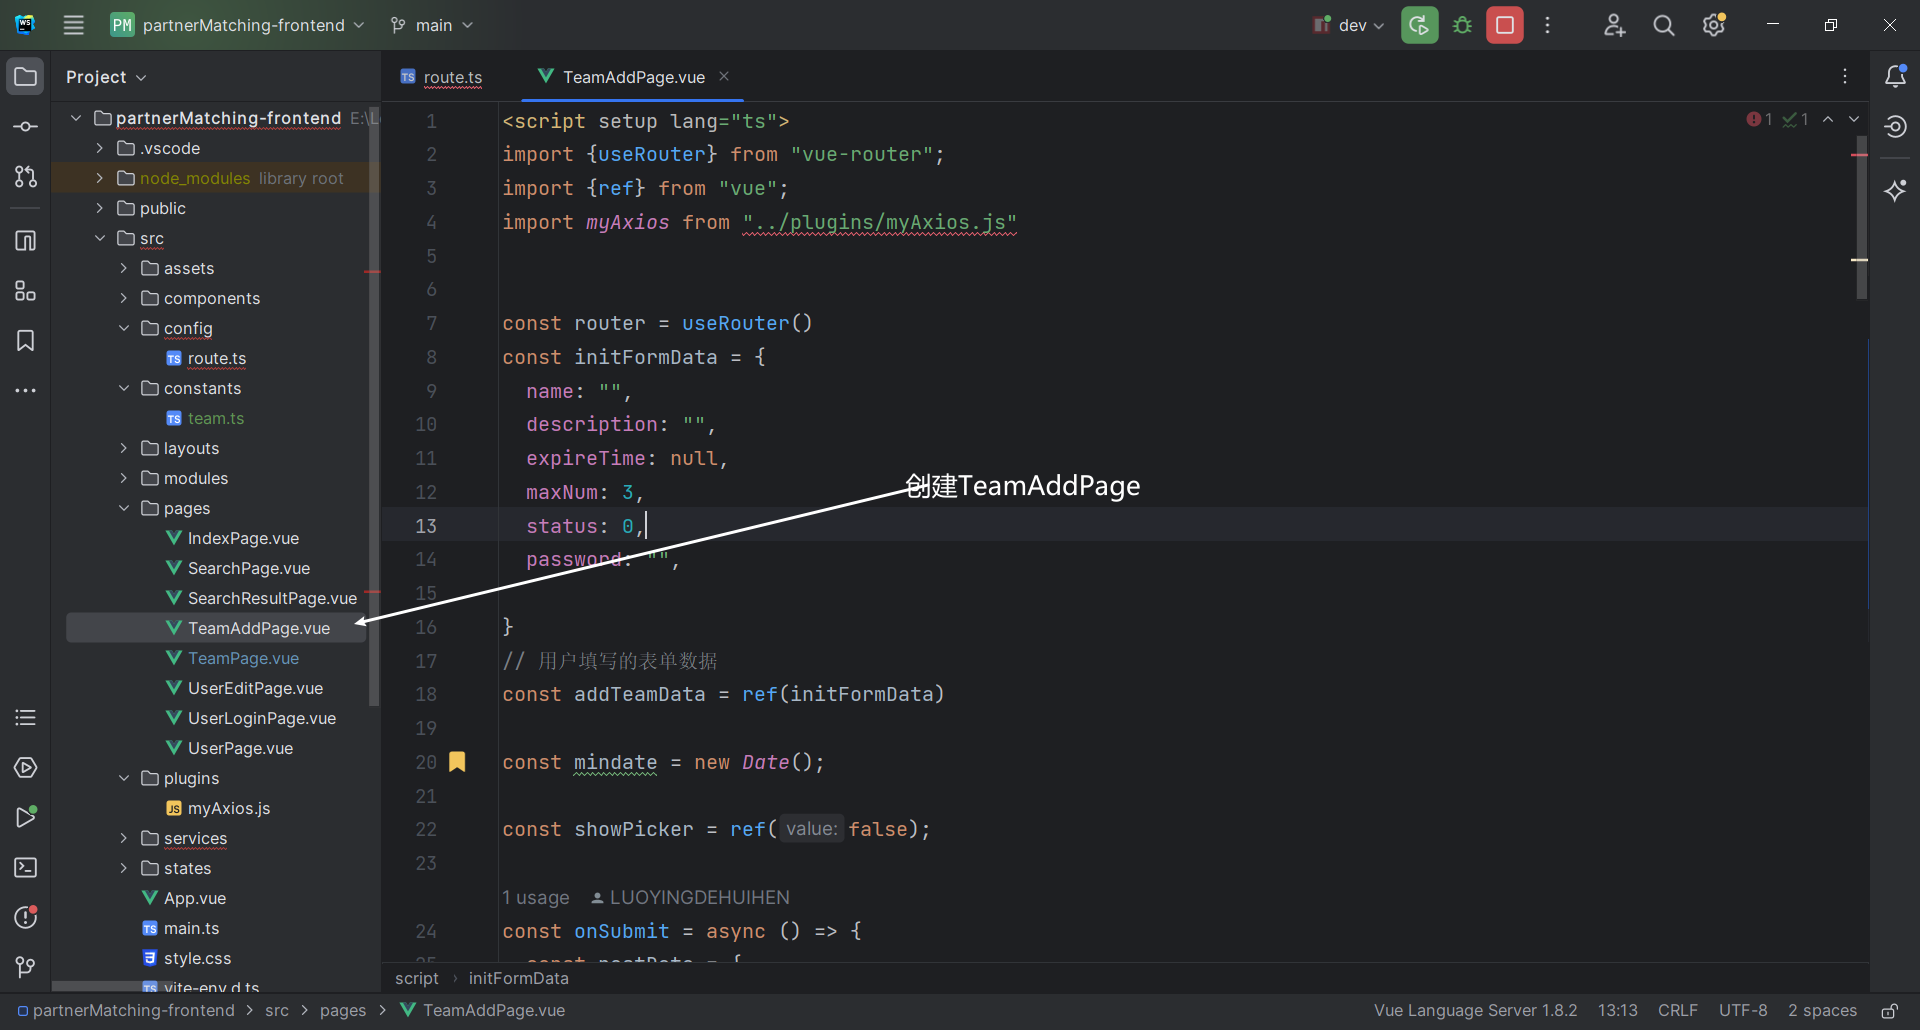 PM partnerMatching-frontend main dev
Project
route.ts TeamAddPage.vue
partnerMatching-frontend E:\L
.vscode
node_modules library root
public
src
assets
components
config
route.ts
constants
team.ts
layouts
modules
pages
IndexPage.vue
SearchPage.vue
SearchResultPage.vue
TeamAddPage.vue
TeamPage.vue
UserEditPage.vue
UserLoginPage.vue
UserPage.vue
plugins
myAxios.js
services
states
App.vue
main.ts
style.css
vite-env.d.ts
1 <script setup lang="ts">
2 import {useRouter} from "vue-router";
3 import {ref} from "vue";
4 import myAxios from "../plugins/myAxios.js"
5
6
7 const router = useRouter()
8 const initFormData = {
9 name: "",
10 description: "",
11 expireTime: null,
12 maxNum: 3,
13 status: 0,
14 password: "",
15
16 }
17 // 用户填写的表单数据
18 const addTeamData = ref(initFormData)
19
20 const mindate = new Date();
21
22 const showPicker = ref( value: false);
23
1 usage LUOYINGDEHUIHEN
24 const onSubmit = async () => {
25 const postData = {
1 1
创建TeamAddPage
script › initFormData
partnerMatching-frontend > src > pages > TeamAddPage.vue
Vue Language Server 1.8.2 13:13 CRLF UTF-8 2 spaces